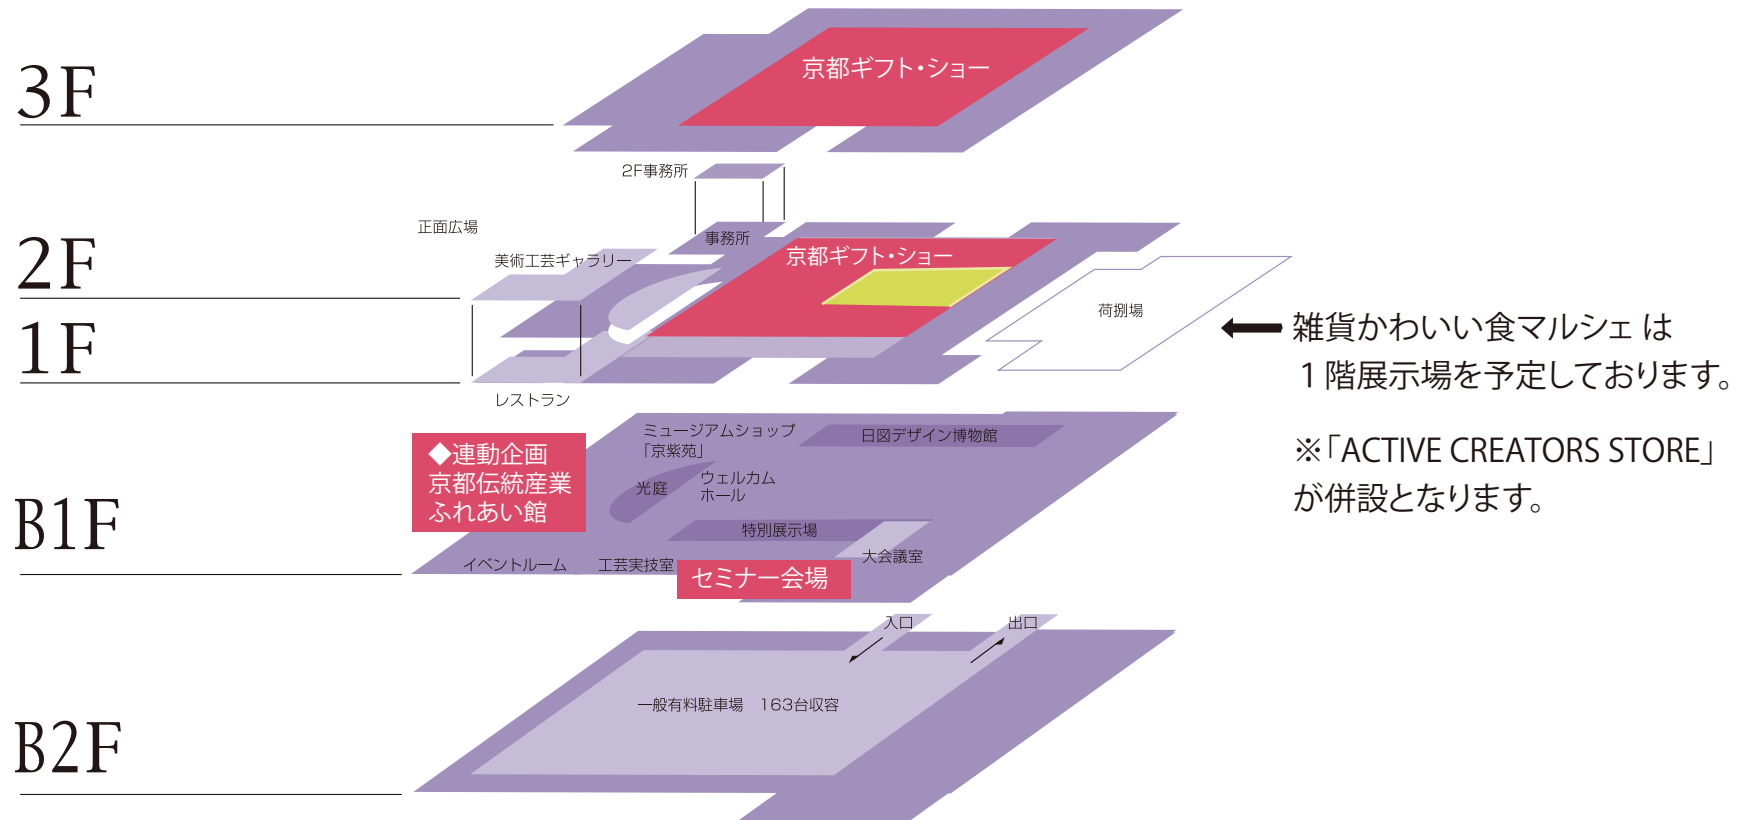 3F
京都ギフト・ショー
2F事務所
正面広場
2F
事務所
美術工芸ギャラリー
京都ギフト・ショー
荷捌場
1F
レストラン
雑貨かわいい食マルシェ は
1階展示場を予定しております。
※「ACTIVE CREATORS STORE」
が併設となります。
B1F
◆連動企画
京都伝統産業
ふれあい館
ミュージアムショップ
「京紫苑」
日図デザイン博物館
光庭
ウェルカム
ホール
特別展示場
大会議室
イベントルーム
工芸実技室
セミナー会場
B2F
入口
出口
一般有料駐車場 163台収容